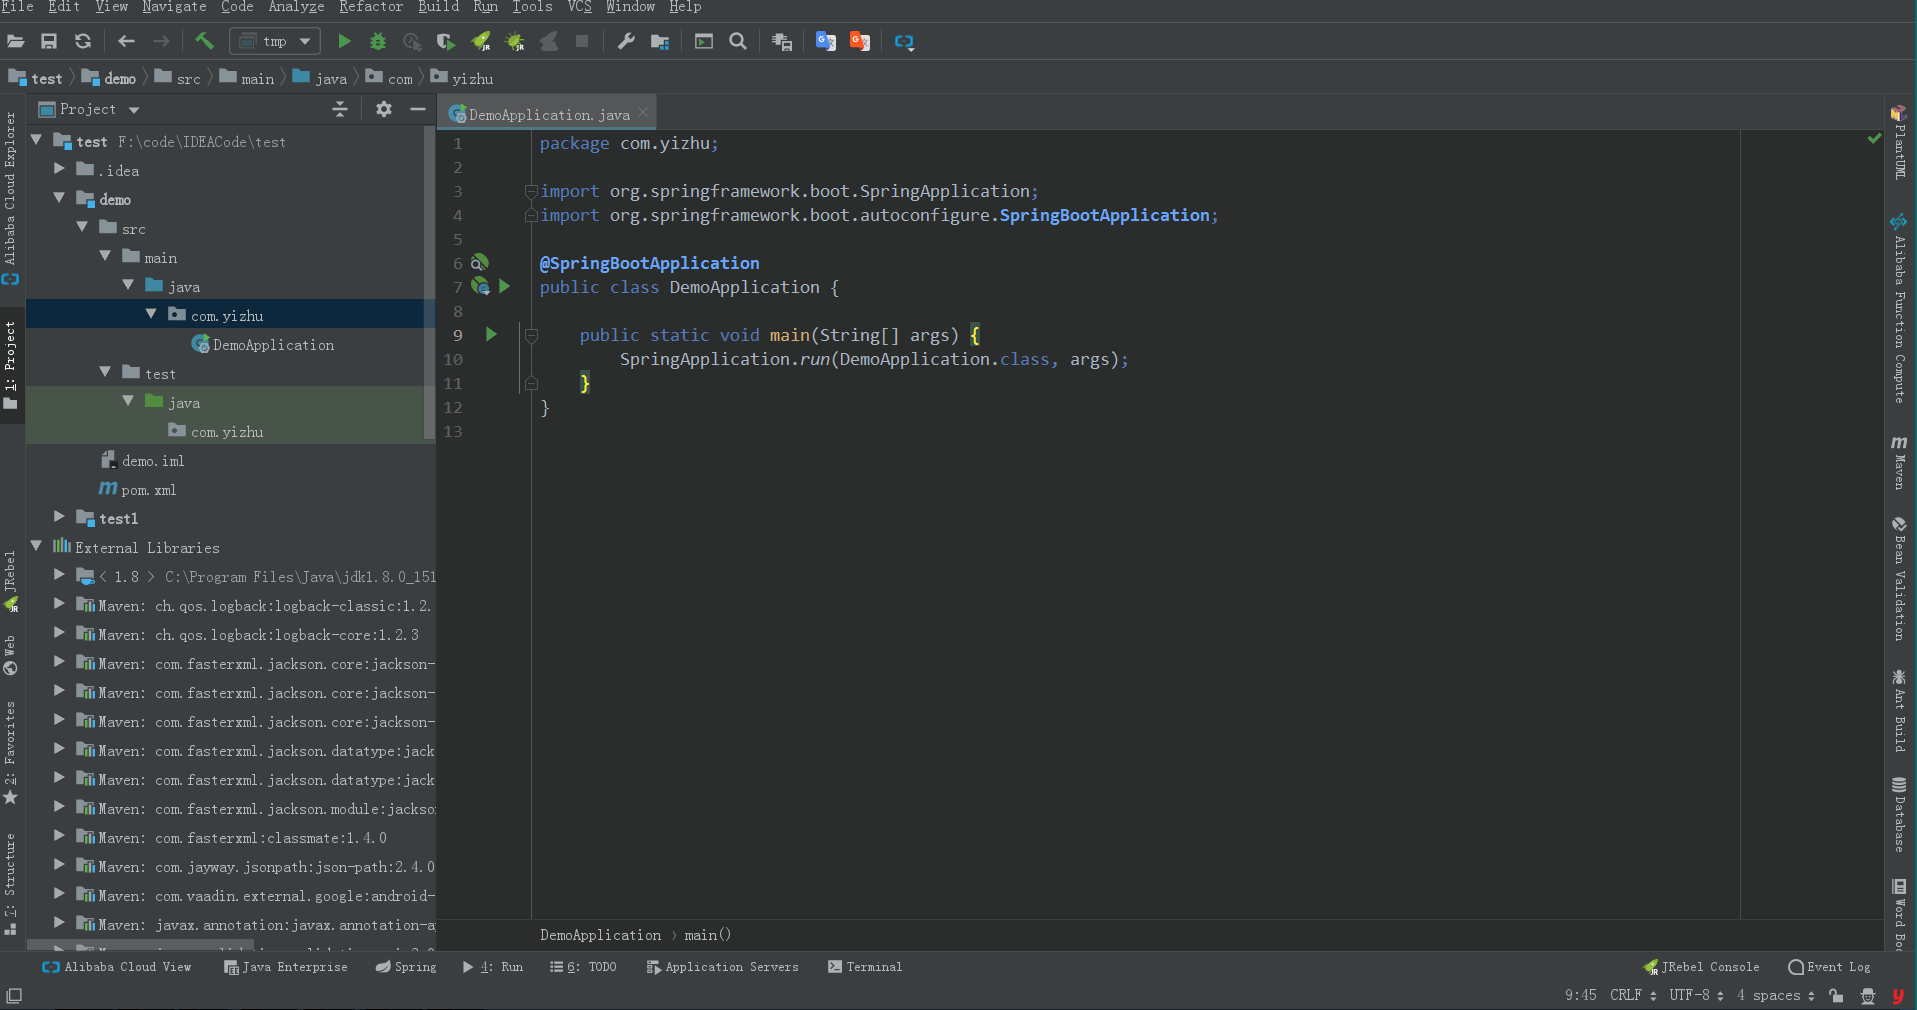 File Edit View Navigate Code Analyze Refactor Build Run Tools VCS Window Help
tmp
test demo src main java com yizhu
Project
DemoApplication.java
test F:\code\IDEACode\test
.idea
demo
src
main
java
com.yizhu
DemoApplication
test
java
com.yizhu
demo.iml
pom.xml
test1
External Libraries
< 1.8 > C:\Program Files\Java\jdk1.8.0_151
Maven: ch.qos.logback:logback-classic:1.2.
Maven: ch.qos.logback:logback-core:1.2.3
Maven: com.fasterxml.jackson.core:jackson-
Maven: com.fasterxml.jackson.core:jackson-
Maven: com.fasterxml.jackson.core:jackson-
Maven: com.fasterxml.jackson.datatype:jack
Maven: com.fasterxml.jackson.datatype:jack
Maven: com.fasterxml.jackson.module:jackso
Maven: com.fasterxml:classmate:1.4.0
Maven: com.jayway.jsonpath:json-path:2.4.0
Maven: com.vaadin.external.google:android-
Maven: javax.annotation:javax.annotation-a
1 package com.yizhu;
2
3 import org.springframework.boot.SpringApplication;
4 import org.springframework.boot.autoconfigure.SpringBootApplication;
5
6 @SpringBootApplication
7 public class DemoApplication {
8
9 public static void main(String[] args) {
10 SpringApplication.run(DemoApplication.class, args);
11 }
12 }
13
DemoApplication › main()
Alibaba Cloud Explorer
1: Project
JRebel
Web
2: Favorites
7: Structure
PlantUML
Alibaba Function Compute
Maven
Bean Validation
Ant Build
Database
Word Bo
Alibaba Cloud View Java Enterprise Spring 4: Run 6: TODO Application Servers Terminal JRebel Console Event Log
9:45 CRLF UTF-8 4 spaces